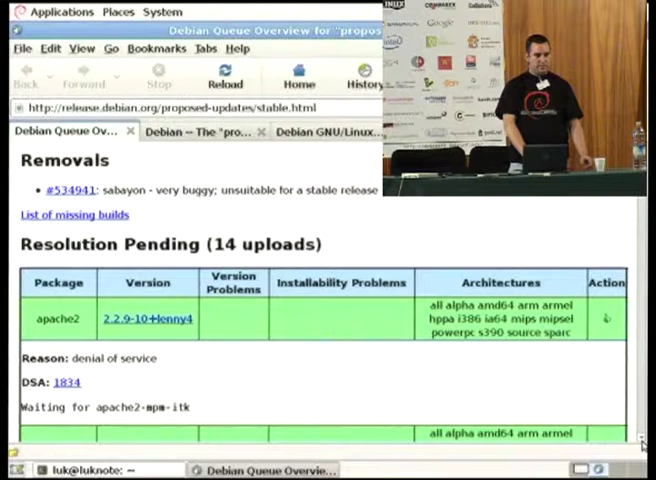 Applications Places System
Debian Queue Overview for "propos
File Edit View Go Bookmarks Tabs Help
Back Forward Stop Reload Home History
http://release.debian.org/proposed-updates/stable.html
Debian Queue Ov... Debian -- The "pro... Debian GNU/Linux...
Removals
#534941: sabayon - very buggy; unsuitable for a stable release
List of missing builds
Resolution Pending (14 uploads)
Package Version Version Problems Installability Problems Architectures Action
apache2 2.2.9-10+lenny4 all alpha amd64 arm armel
hppa i386 ia64 mips mipsel
powerpc s390 source sparc
Reason: denial of service
DSA: 1834
Waiting for apache2-mpm-itk
all alpha amd64 arm armel
luk@luknote: ~ Debian Queue Overvie...
Google